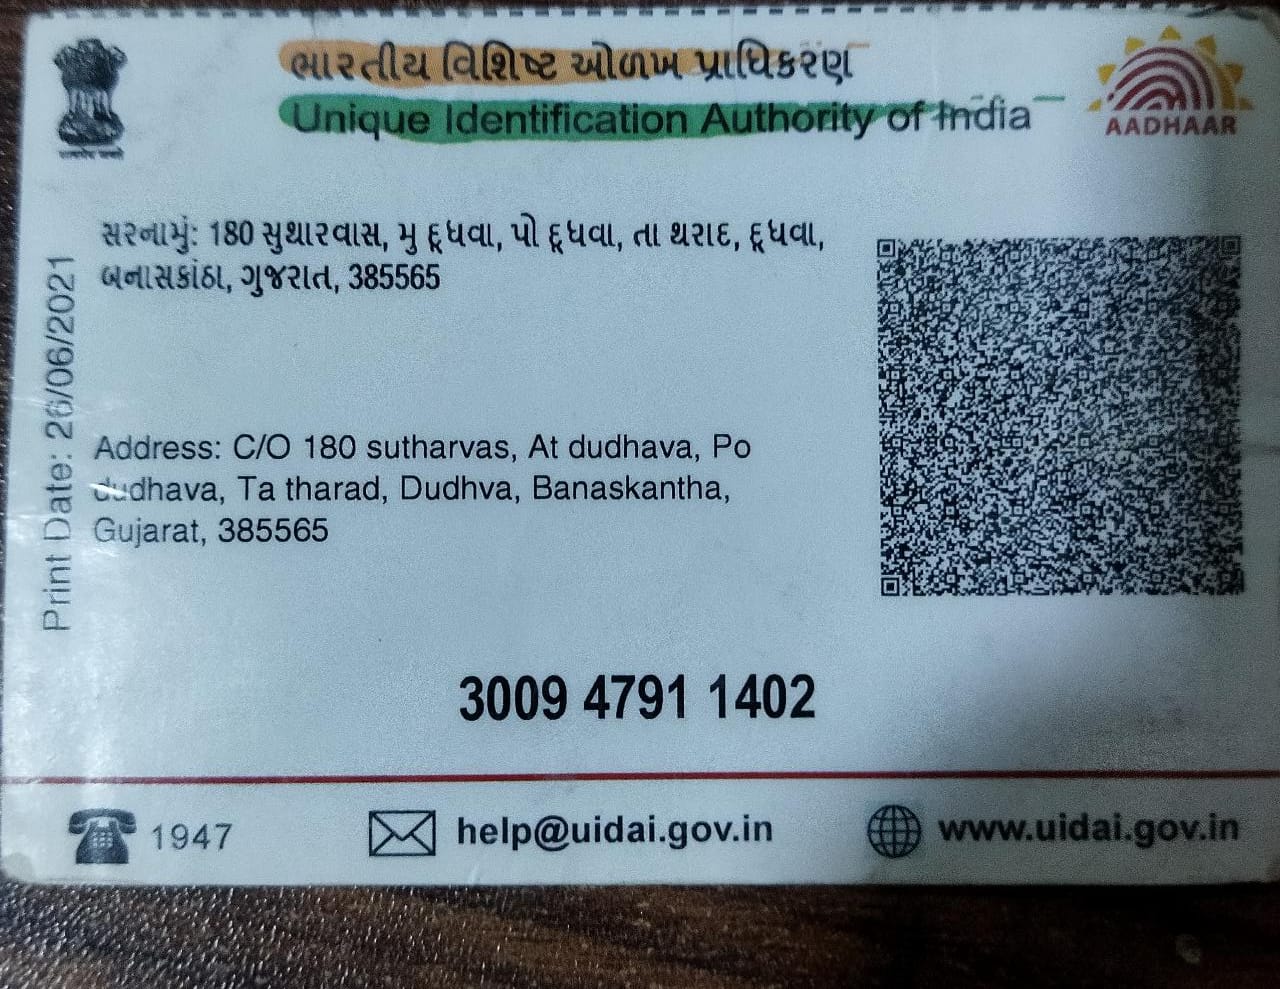 ભારતીય વિશિષ્ટ ઓળખ પ્રાધિકરણ
Unique Identification Authority of India
AADHAAR
સરનામું: 180 સુથારવાસ, મુ દૂધવા, પો દૂધવા, તા થરાદ, દૂધવા,
બનાસકાંઠા, ગુજરાત, 385565
Print Date: 26/06/2021
Address: C/O 180 sutharvas, At dudhava, Po
dudhava, Ta tharad, Dudhva, Banaskantha,
Gujarat, 385565
3009 4791 1402
1947
help@uidai.gov.in
www.uidai.gov.in